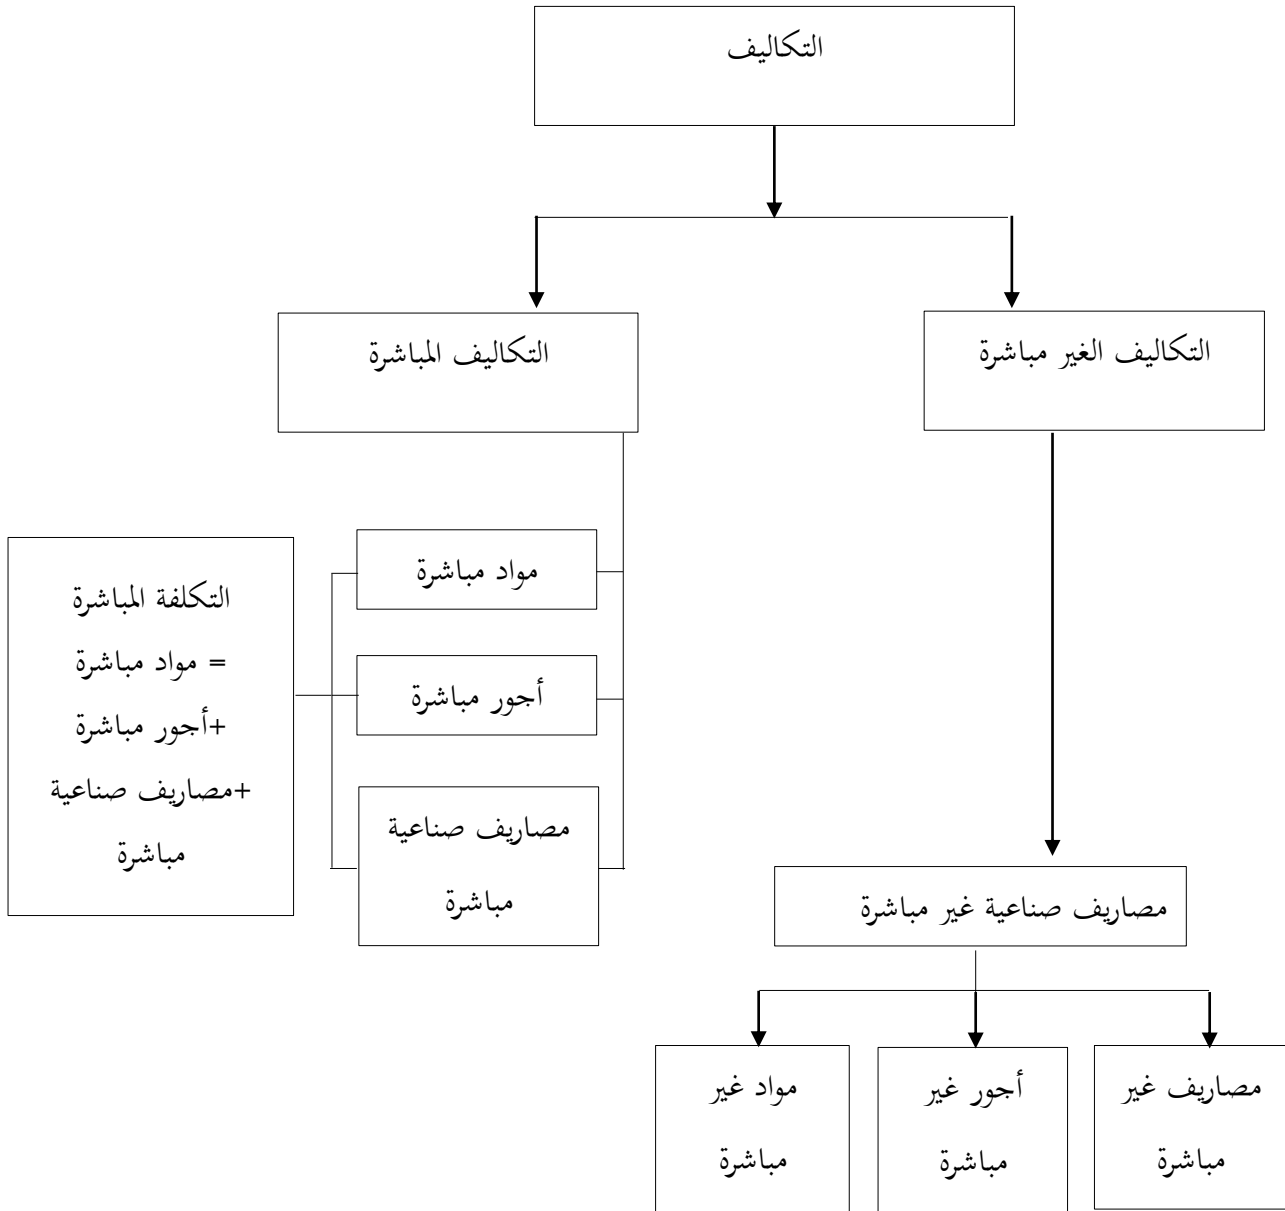 التكاليف
التكاليف الغير مباشرة
التكاليف المباشرة
مواد مباشرة
أجور مباشرة
مصاريف صناعية
مباشرة
التكلفة المباشرة
= مواد مباشرة
+أجور مباشرة
+مصاريف صناعية
مباشرة
مصاريف صناعية غير مباشرة
مصاريف غير
مباشرة
أجور غير
مباشرة
مواد غير
مباشرة